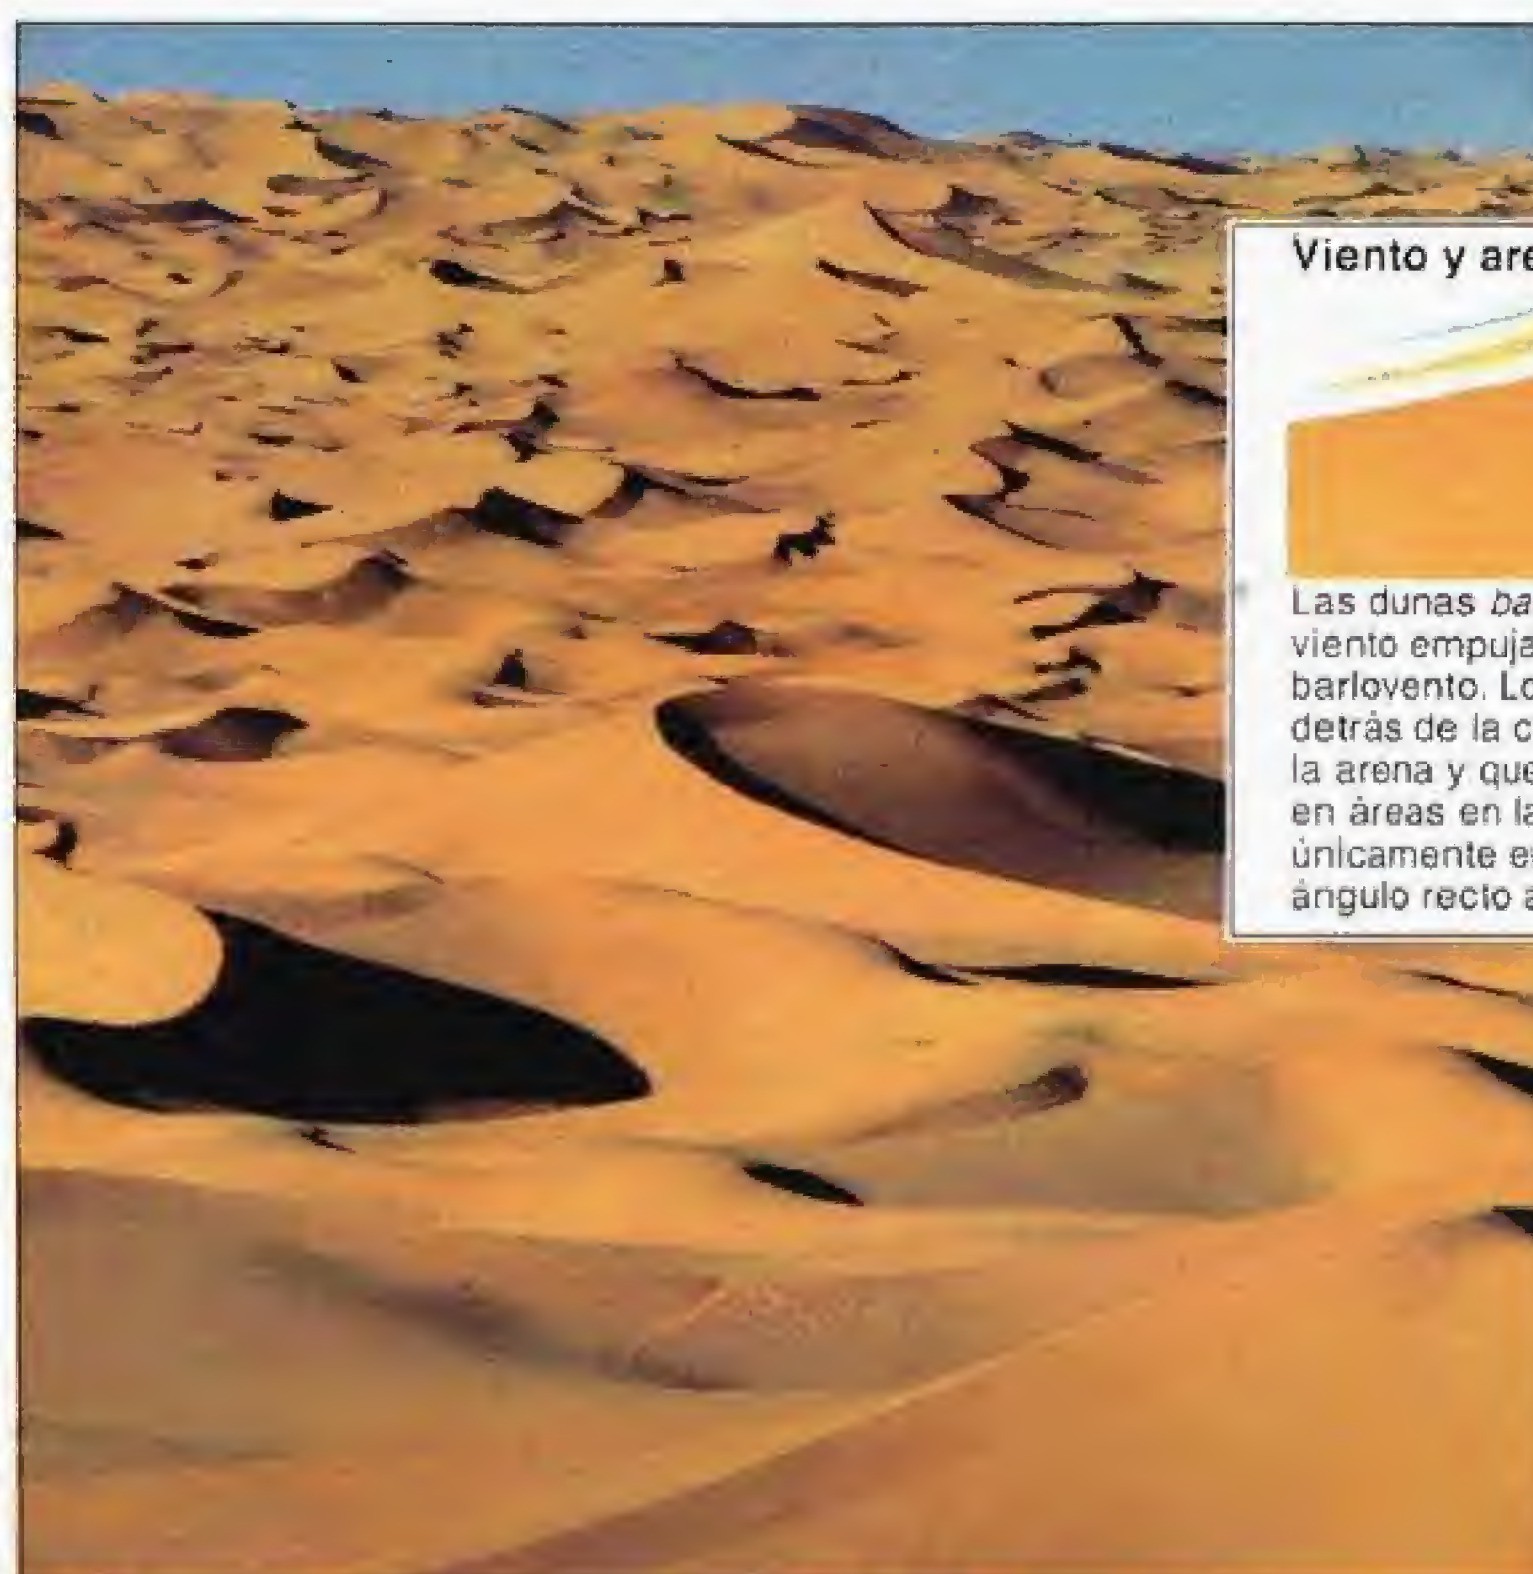 Viento y are
Las dunas ba
viento empuja
barlovento. Lo
detrás de la c
la arena y que
en áreas en la
únicamente e
ángulo recto a